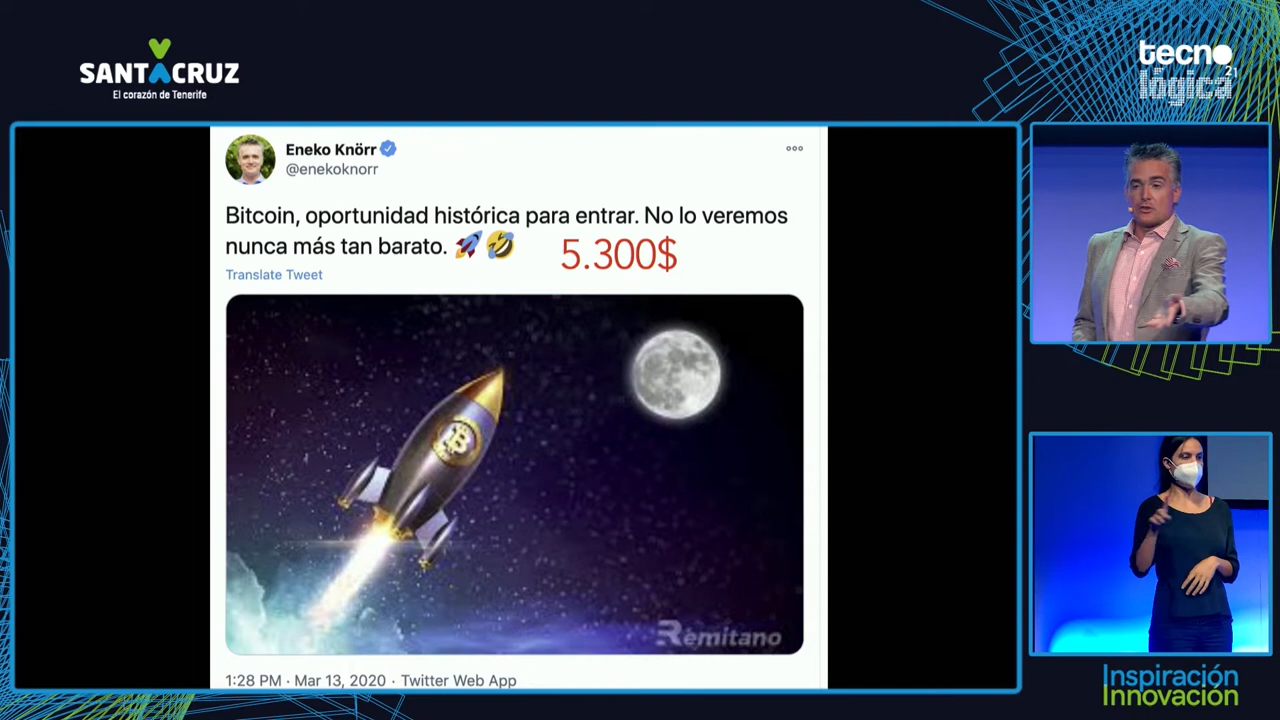 SANTACRUZ
El corazón de Tenerife
tecno
lógica
21
Eneko Knörr
@enekoknorr
Bitcoin, oportunidad histórica para entrar. No lo veremos
nunca más tan barato. 🚀🤣
5.300$
Translate Tweet
Remitano
1:28 PM · Mar 13, 2020 · Twitter Web App
Inspiración
Innovación